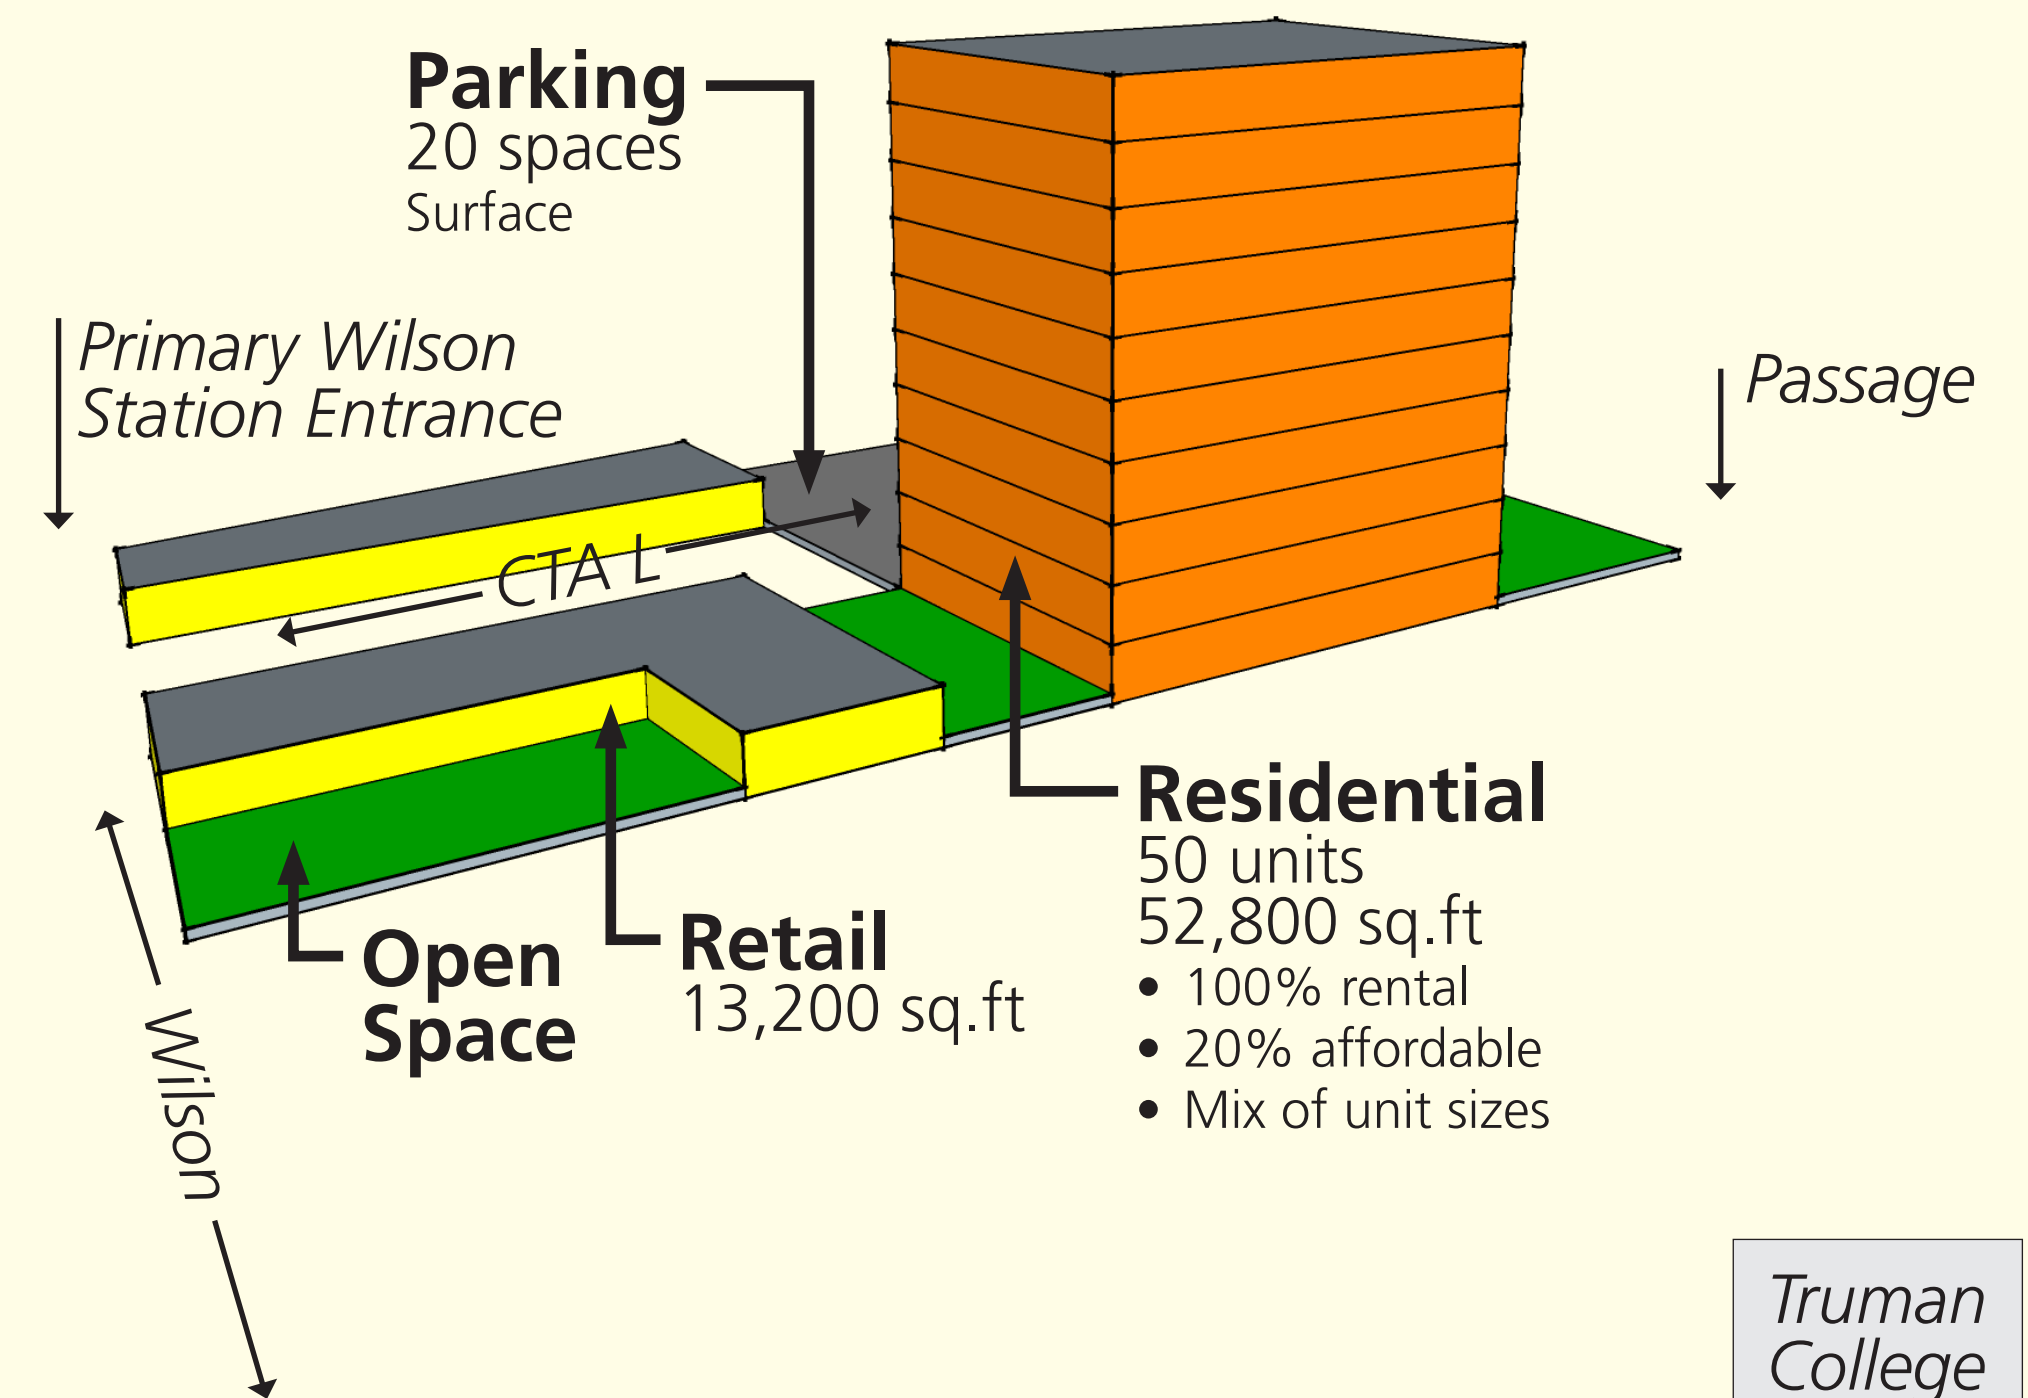 Parking
20 spaces
Surface
Primary Wilson
Station Entrance
Passage
CTA L
Residential
50 units
52,800 sq.ft
• 100% rental
• 20% affordable
• Mix of unit sizes
Retail
13,200 sq.ft
Open
Space
Wilson
Truman
College